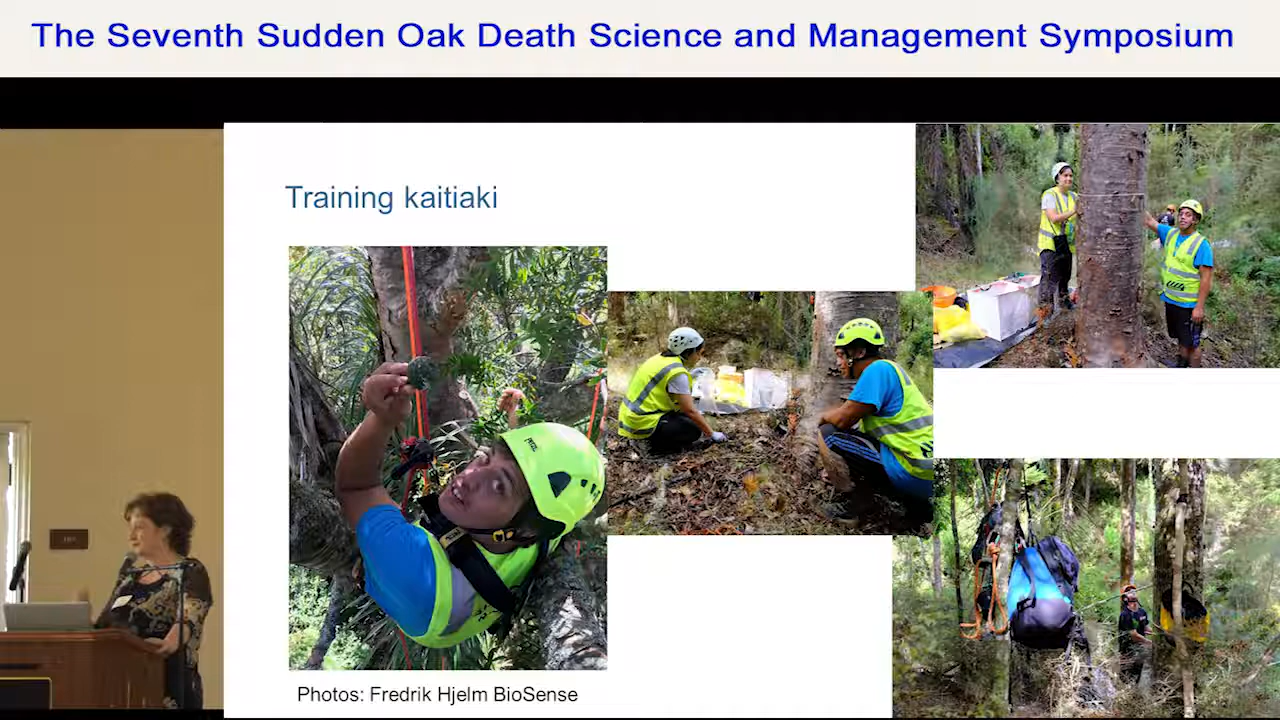 The Seventh Sudden Oak Death Science and Management Symposium
Training kaitiaki
Photos: Fredrik Hjelm BioSense